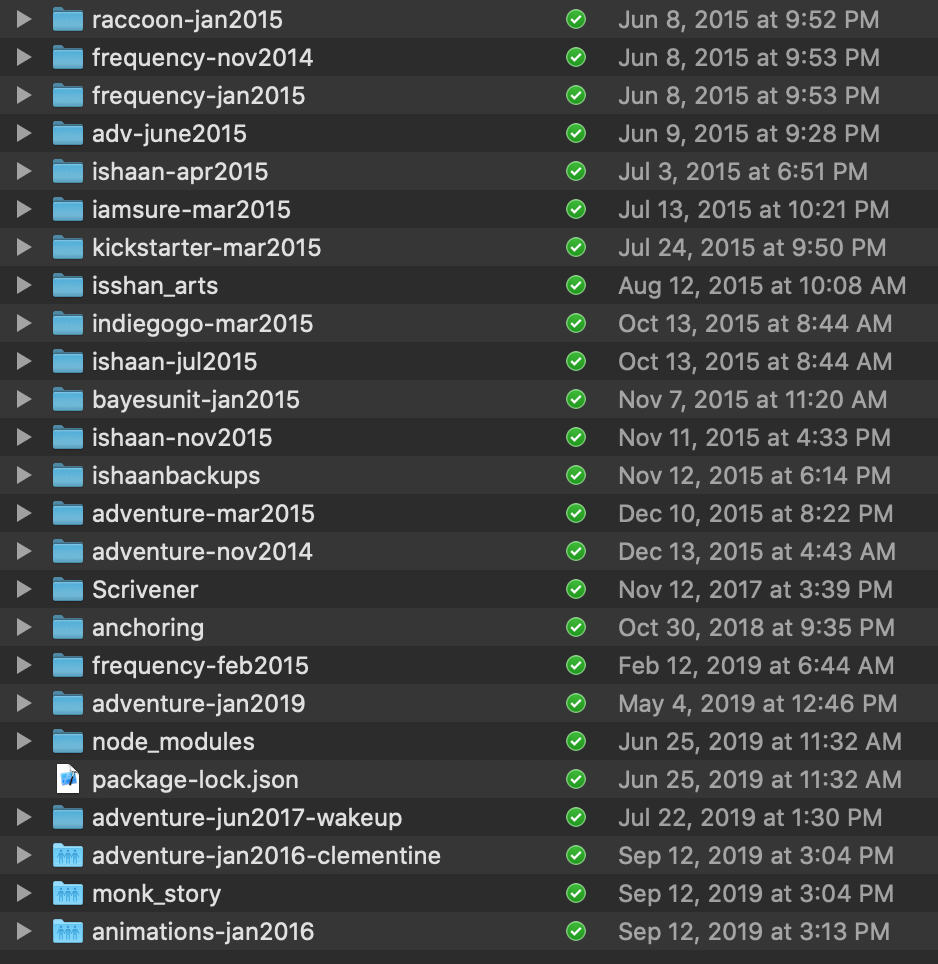 raccoon-jan2015 Jun 8, 2015 at 9:52 PM
frequency-nov2014 Jun 8, 2015 at 9:53 PM
frequency-jan2015 Jun 8, 2015 at 9:53 PM
adv-june2015 Jun 9, 2015 at 9:28 PM
ishaan-apr2015 Jul 3, 2015 at 6:51 PM
iamsure-mar2015 Jul 13, 2015 at 10:21 PM
kickstarter-mar2015 Jul 24, 2015 at 9:50 PM
isshan_arts Aug 12, 2015 at 10:08 AM
indiegogo-mar2015 Oct 13, 2015 at 8:44 AM
ishaan-jul2015 Oct 13, 2015 at 8:44 AM
bayesunit-jan2015 Nov 7, 2015 at 11:20 AM
ishaan-nov2015 Nov 11, 2015 at 4:33 PM
ishaanbackups Nov 12, 2015 at 6:14 PM
adventure-mar2015 Dec 10, 2015 at 8:22 PM
adventure-nov2014 Dec 13, 2015 at 4:43 AM
Scrivener Nov 12, 2017 at 3:39 PM
anchoring Oct 30, 2018 at 9:35 PM
frequency-feb2015 Feb 12, 2019 at 6:44 AM
adventure-jan2019 May 4, 2019 at 12:46 PM
node_modules Jun 25, 2019 at 11:32 AM
package-lock.json Jun 25, 2019 at 11:32 AM
adventure-jun2017-wakeup Jul 22, 2019 at 1:30 PM
adventure-jan2016-clementine Sep 12, 2019 at 3:04 PM
monk_story Sep 12, 2019 at 3:04 PM
animations-jan2016 Sep 12, 2019 at 3:13 PM